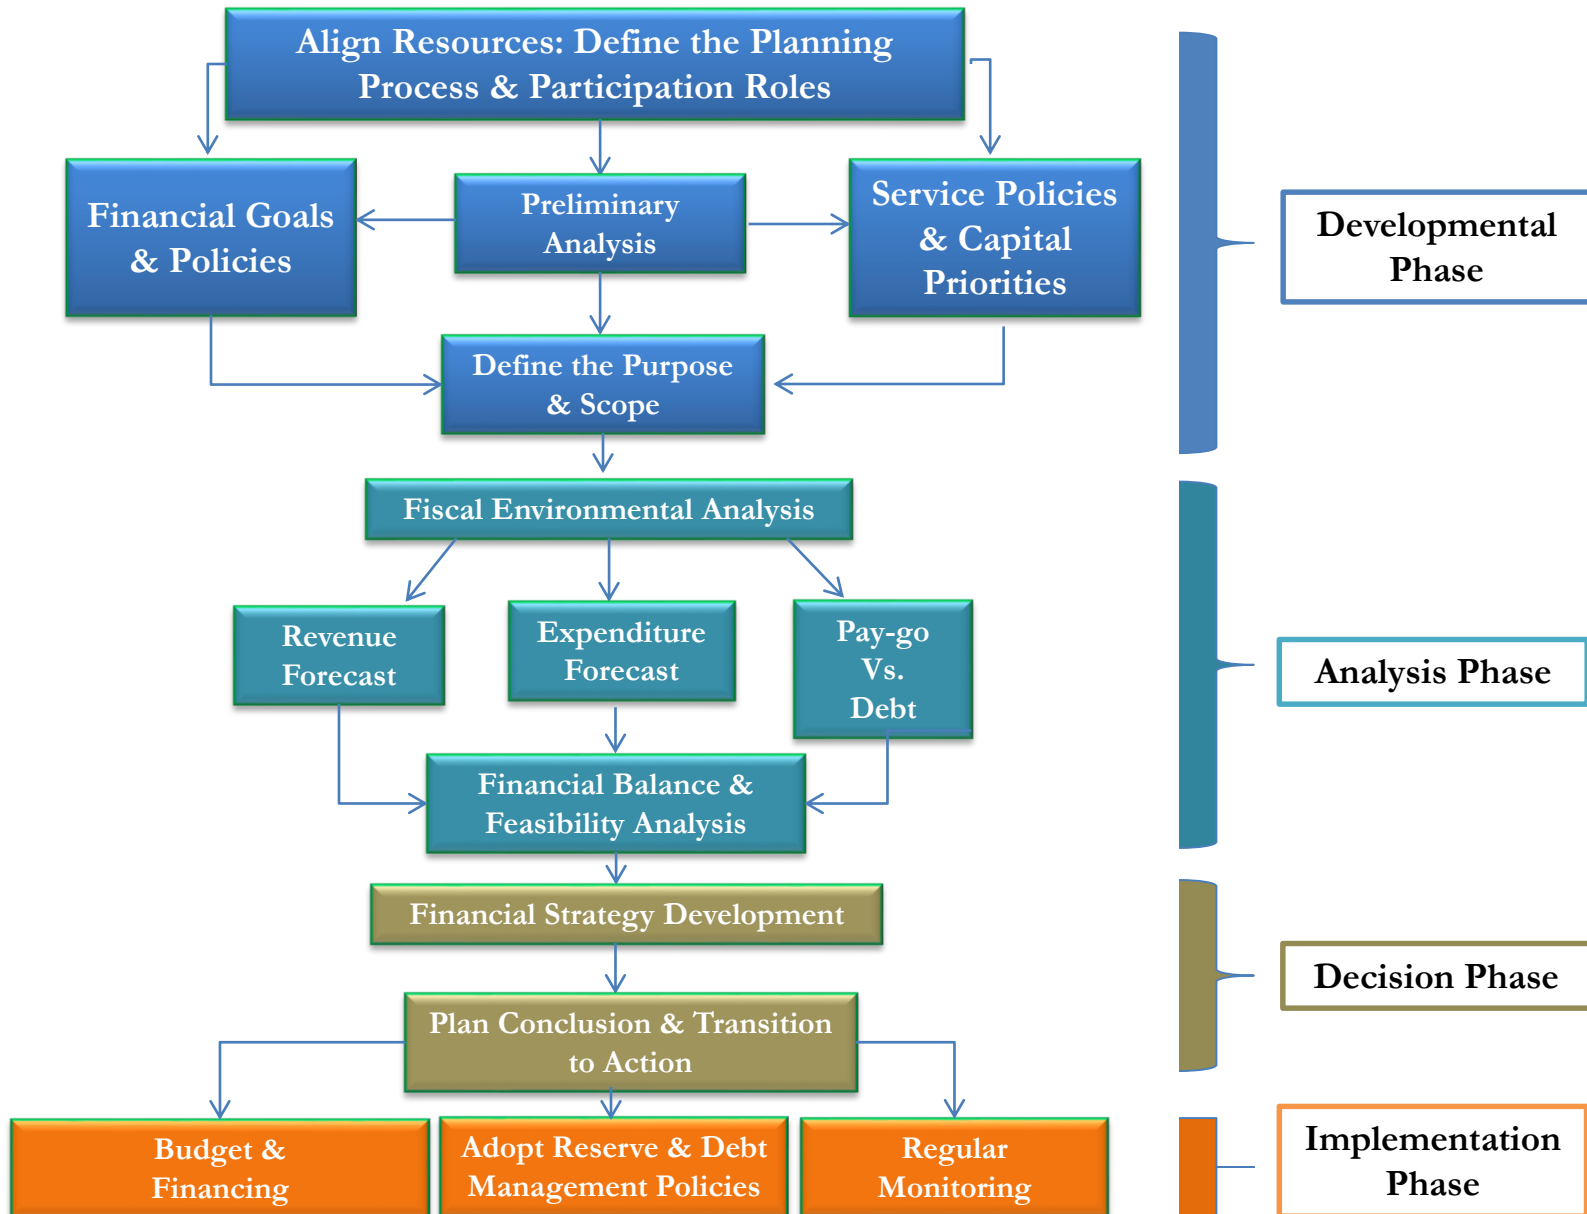 Align Resources: Define the Planning
Process & Participation Roles
Financial Goals
& Policies
Preliminary
Analysis
Service Policies
& Capital
Priorities
Developmental
Phase
Define the Purpose
& Scope
Fiscal Environmental Analysis
Revenue
Forecast
Expenditure
Forecast
Pay-go
Vs.
Debt
Analysis Phase
Financial Balance &
Feasibility Analysis
Financial Strategy Development
Decision Phase
Plan Conclusion & Transition
to Action
Budget &
Financing
Adopt Reserve & Debt
Management Policies
Regular
Monitoring
Implementation
Phase